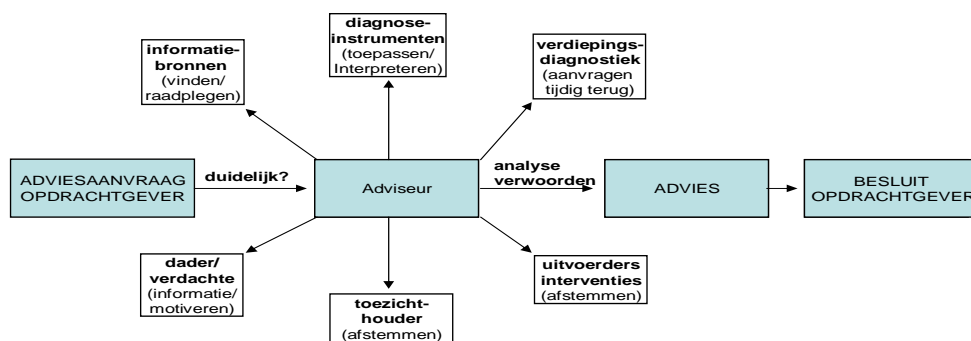 informatie-
bronnen
(vinden/
raadplegen)
diagnose-
instrumenten
(toepassen/
Interpreteren)
verdiepings-
diagnostiek
(aanvragen
tijdig terug)
ADVIESAANVRAAG
OPDRACHTGEVER
duidelijk?
Adviseur
analyse
verwoorden
ADVIES
BESLUIT
OPDRACHTGEVER
dader/
verdachte
(informatie/
motiveren)
toezicht-
houder
(afstemmen)
uitvoerders
interventies
(afstemmen)